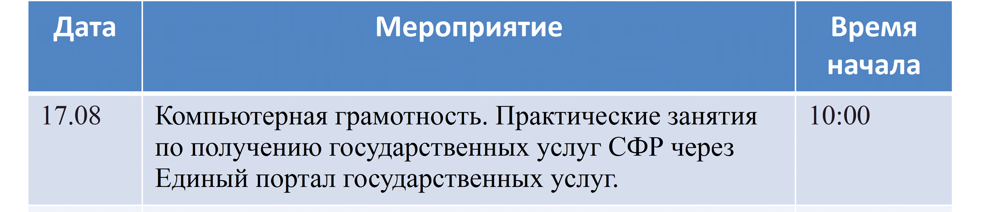 Дата
Мероприятие
Время
начала
17.08
Компьютерная грамотность. Практические занятия
по получению государственных услуг СФР через
Единый портал государственных услуг.
10:00